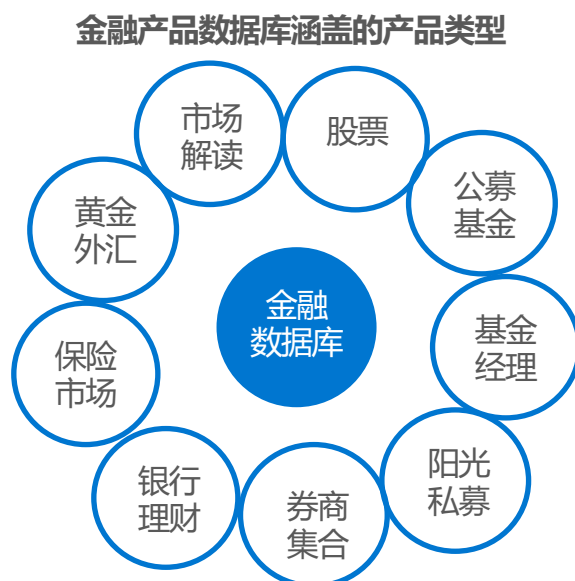 金融产品数据库涵盖的产品类型
市场
解读
股票
公募
基金
基金
经理
阳光
私募
券商
集合
银行
理财
保险
市场
黄金
外汇
金融
数据库